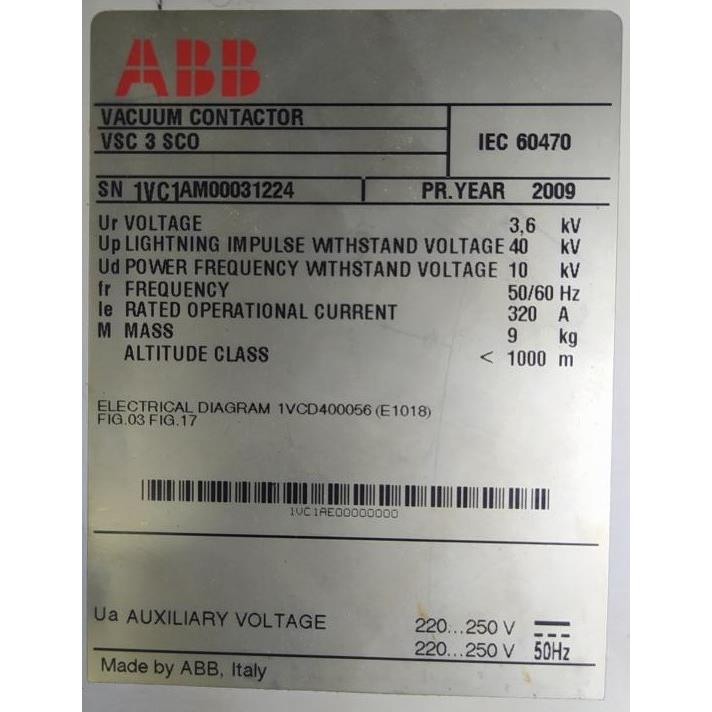 ABB
VACUUM CONTACTOR
VSC 3 SCO
IEC 60470
SN 1VC1AM00031224 PR.YEAR 2009
Ur VOLTAGE 3,6 kV
Up LIGHTNING IMPULSE WITHSTAND VOLTAGE 40 kV
Ud POWER FREQUENCY WITHSTAND VOLTAGE 10 kV
fr FREQUENCY 50/60 Hz
Ie RATED OPERATIONAL CURRENT 320 A
M MASS 9 kg
ALTITUDE CLASS < 1000 m
ELECTRICAL DIAGRAM 1VCD400056 (E1018)
FIG.03 FIG.17
1VC1AE00000000
Ua AUXILIARY VOLTAGE 220...250 V
220...250 V 50Hz
Made by ABB, Italy